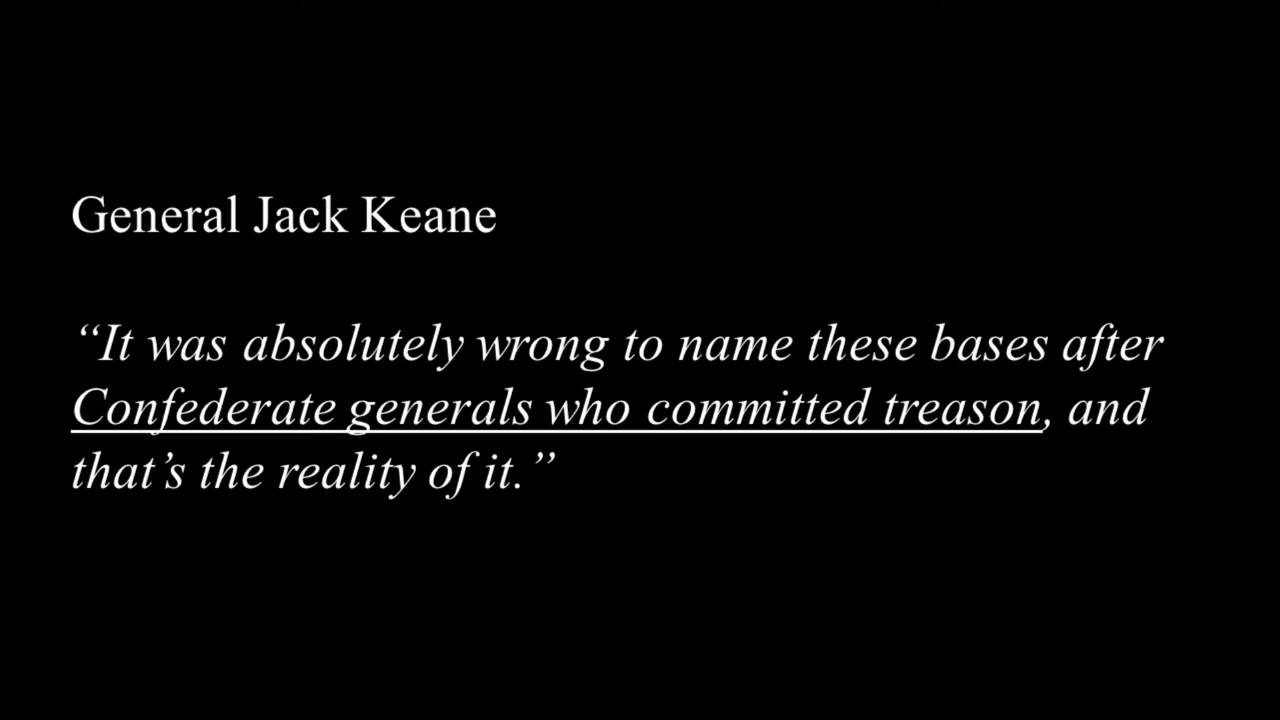 General Jack Keane
“It was absolutely wrong to name these bases after
Confederate generals who committed treason, and
that’s the reality of it.”